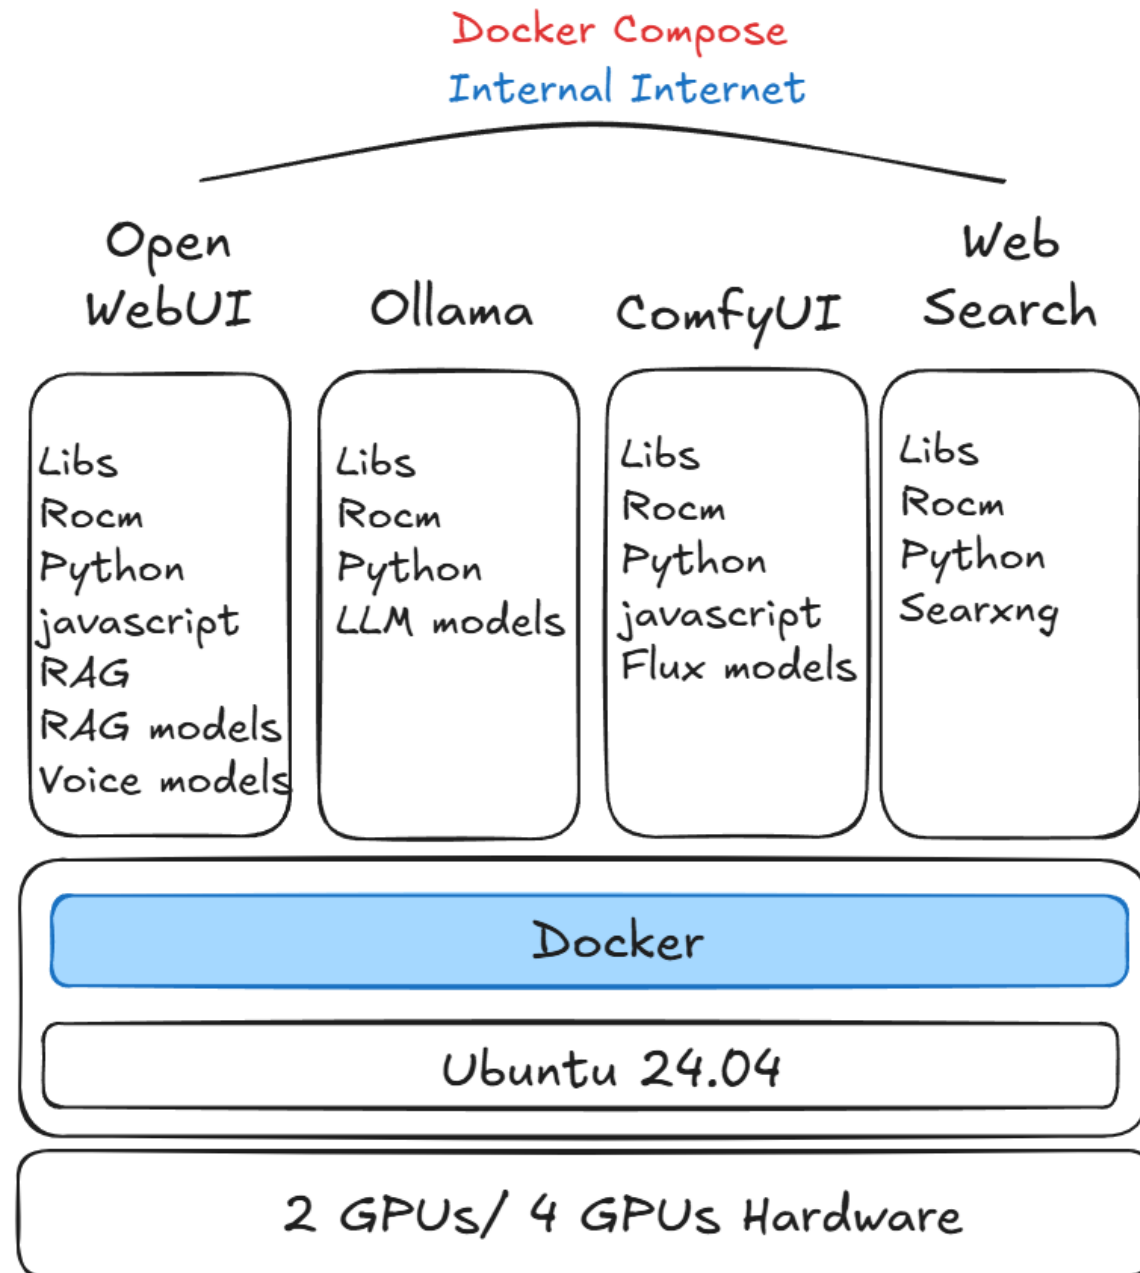 Docker Compose
Internal Internet
Open
WebUI
Ollama
ComfyUI
Web
Search
Libs
Rocm
Python
javascript
RAG
RAG models
Voice models
Libs
Rocm
Python
LLM models
Libs
Rocm
Python
javascript
Flux models
Libs
Rocm
Python
Searxng
Docker
Ubuntu 24.04
2 GPUs/ 4 GPUs Hardware